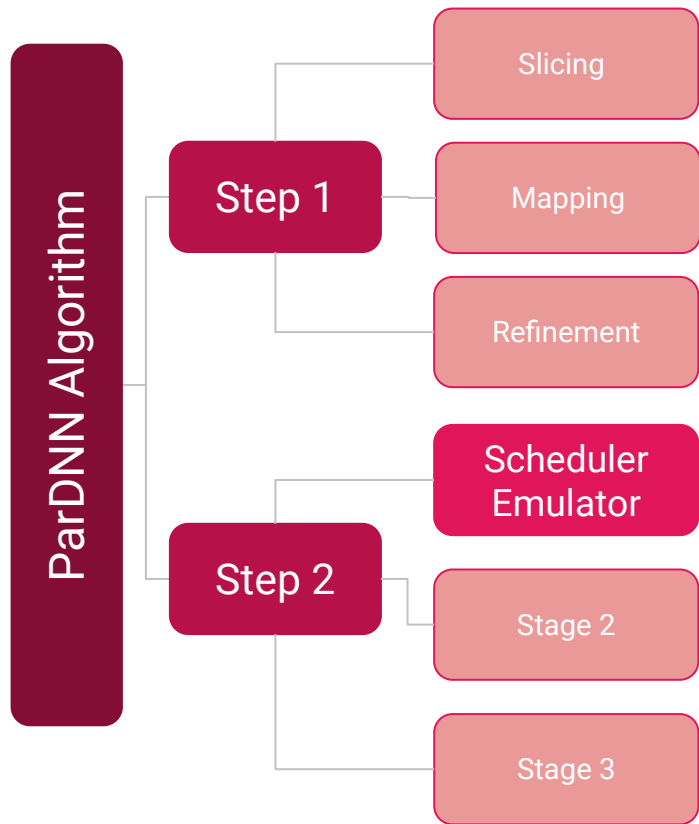 ParDNN Algorithm
Step 1
Slicing
Mapping
Refinement
Step 2
Scheduler
Emulator
Stage 2
Stage 3